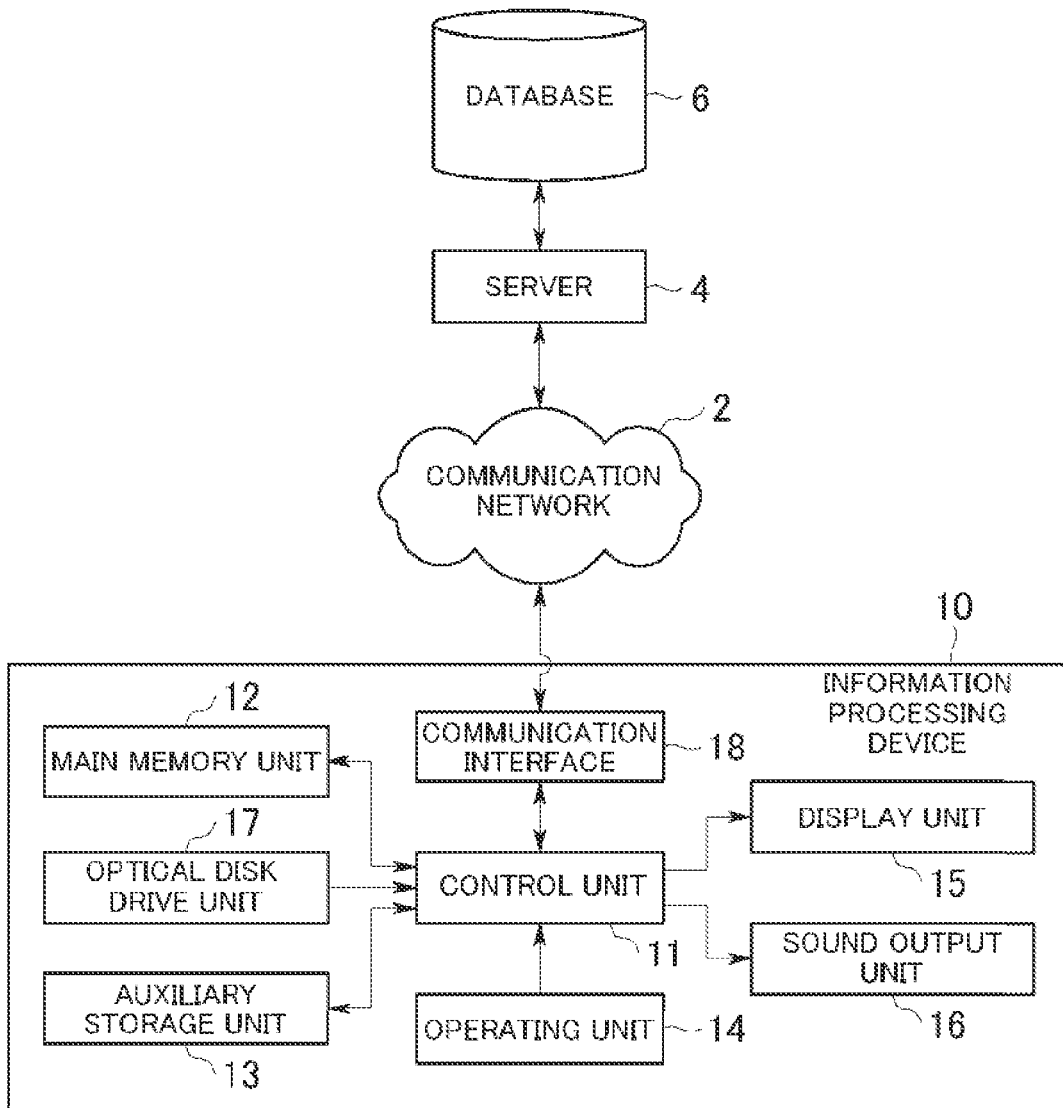 DATABASE
6
SERVER
4
2
COMMUNICATION
NETWORK
10
INFORMATION
PROCESSING
DEVICE
12
MAIN MEMORY UNIT
COMMUNICATION
INTERFACE
18
17
OPTICAL DISK
DRIVE UNIT
CONTROL UNIT
11
DISPLAY UNIT
15
AUXILIARY
STORAGE UNIT
13
OPERATING UNIT
14
SOUND OUTPUT
UNIT
16